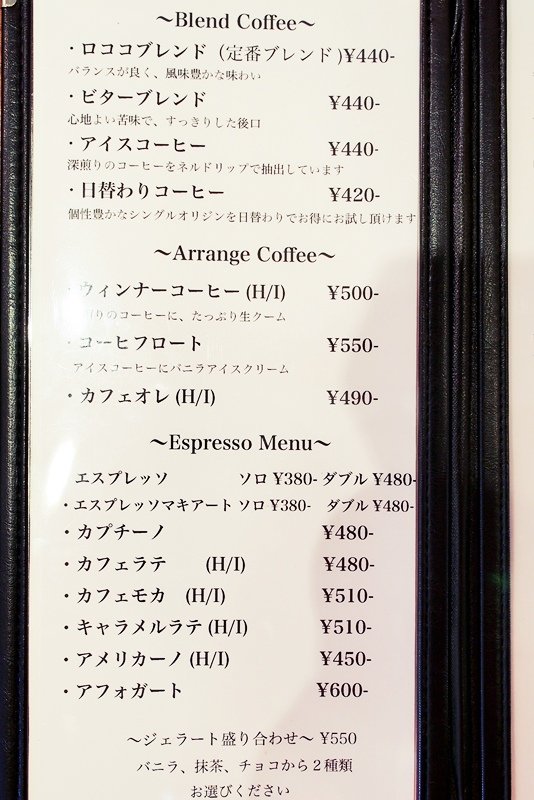 ～Blend Coffee～
・ロココブレンド（定番ブレンド)¥440-
バランスが良く、風味豊かな味わい
・ビターブレンド ¥440-
心地よい苦味で、すっきりした後口
・アイスコーヒー ¥440-
深煎りのコーヒーをネルドリップで抽出しています
・日替わりコーヒー ¥420-
個性豊かなシングルオリジンを日替わりでお得にお試し頂けます
～Arrange Coffee～
・ウィンナーコーヒー (H/I) ¥500-
りのコーヒーに、たっぷり生クーム
・コーヒフロート ¥550-
アイスコーヒーにバニラアイスクリーム
・カフェオレ (H/I) ¥490-
～Espresso Menu～
エスプレッソ ソロ ¥380- ダブル ¥480-
・エスプレッソマキアート ソロ ¥380- ダブル ¥480-
・カプチーノ ¥480-
・カフェラテ (H/I) ¥480-
・カフェモカ (H/I) ¥510-
・キャラメルラテ (H/I) ¥510-
・アメリカーノ (H/I) ¥450-
・アフォガート ¥600-
～ジェラート盛り合わせ～ ¥550
バニラ、抹茶、チョコから２種類
お選びください